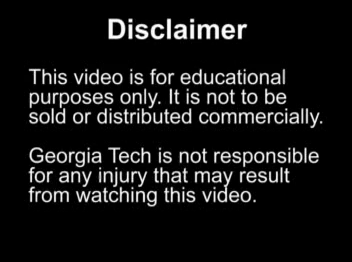 Disclaimer
This video is for educational
purposes only. It is not to be
sold or distributed commercially.
Georgia Tech is not responsible
for any injury that may result
from watching this video.